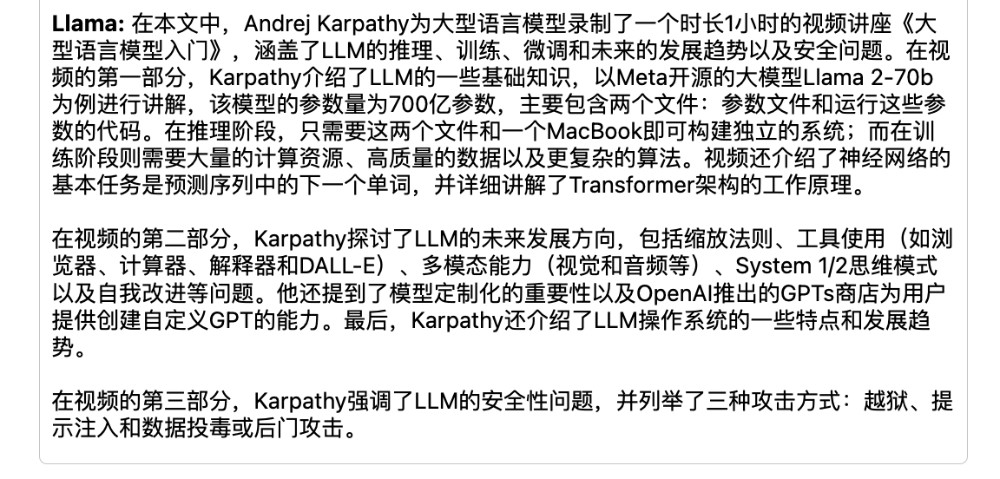 Llama: 在本文中，Andrej Karpathy为大型语言模型录制了一个时长1小时的视频讲座《大
型语言模型入门》，涵盖了LLM的推理、训练、微调和未来的发展趋势以及安全问题。在视
频的第一部分，Karpathy介绍了LLM的一些基础知识，以Meta开源的大模型Llama 2-70b
为例进行讲解，该模型的参数量为700亿参数，主要包含两个文件：参数文件和运行这些参
数的代码。在推理阶段，只需要这两个文件和一个MacBook即可构建独立的系统；而在训
练阶段则需要大量的计算资源、高质量的数据以及更复杂的算法。视频还介绍了神经网络的
基本任务是预测序列中的下一个单词，并详细讲解了Transformer架构的工作原理。
在视频的第二部分，Karpathy探讨了LLM的未来发展方向，包括缩放法则、工具使用（如浏
览器、计算器、解释器和DALL-E）、多模态能力（视觉和音频等）、System 1/2思维模式
以及自我改进等问题。他还提到了模型定制化的重要性以及OpenAI推出的GPTs商店为用户
提供创建自定义GPT的能力。最后，Karpathy还介绍了LLM操作系统的一些特点和发展趋
势。
在视频的第三部分，Karpathy强调了LLM的安全性问题，并列举了三种攻击方式：越狱、提
示注入和数据投毒或后门攻击。